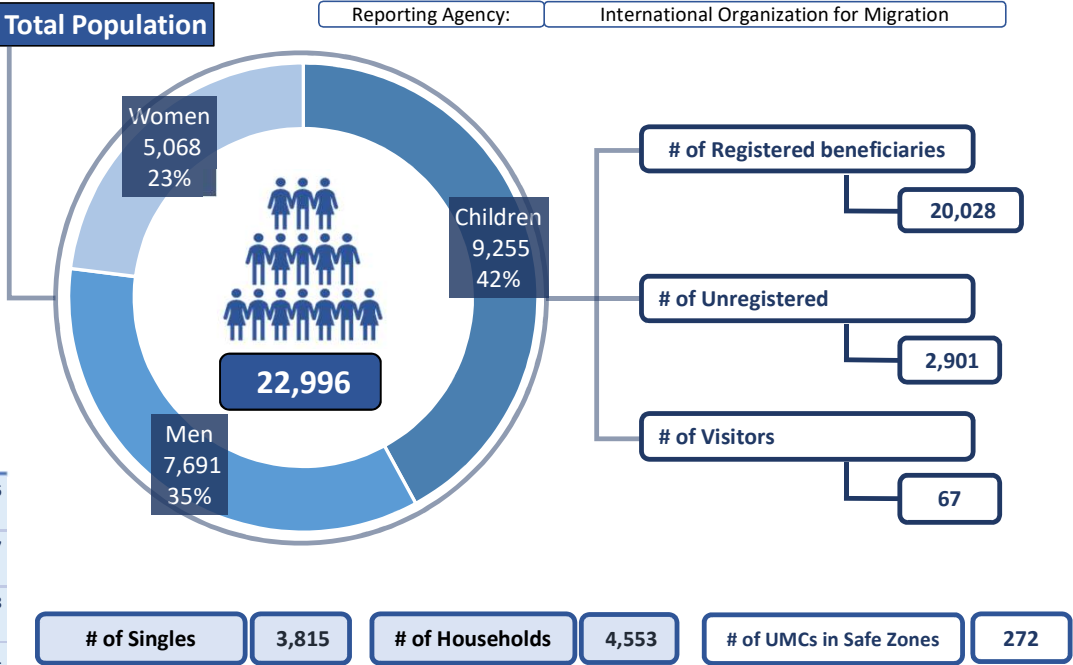 Total Population
Reporting Agency:
International Organization for Migration
Women
5,068
23%
Children
9,255
42%
Men
7,691
35%
22,996
# of Registered beneficiaries
20,028
# of Unregistered
2,901
# of Visitors
67
# of Singles
3,815
# of Households
4,553
# of UMCs in Safe Zones
272